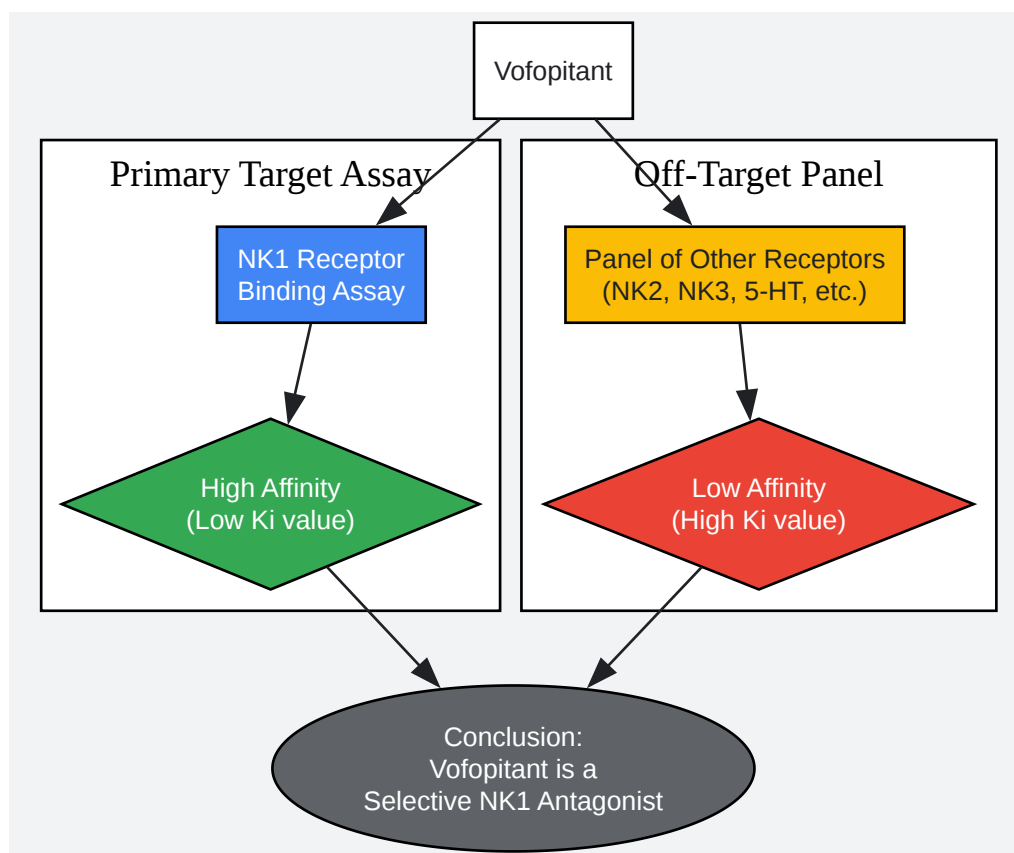 Vofopitant
Primary Target Assay
Off-Target Panel
NK1 Receptor
Binding Assay
Panel of Other Receptors
(NK2, NK3, 5-HT, etc.)
High Affinity
(Low Ki value)
Low Affinity
(High Ki value)
Conclusion:
Vofopitant is a
Selective NK1 Antagonist